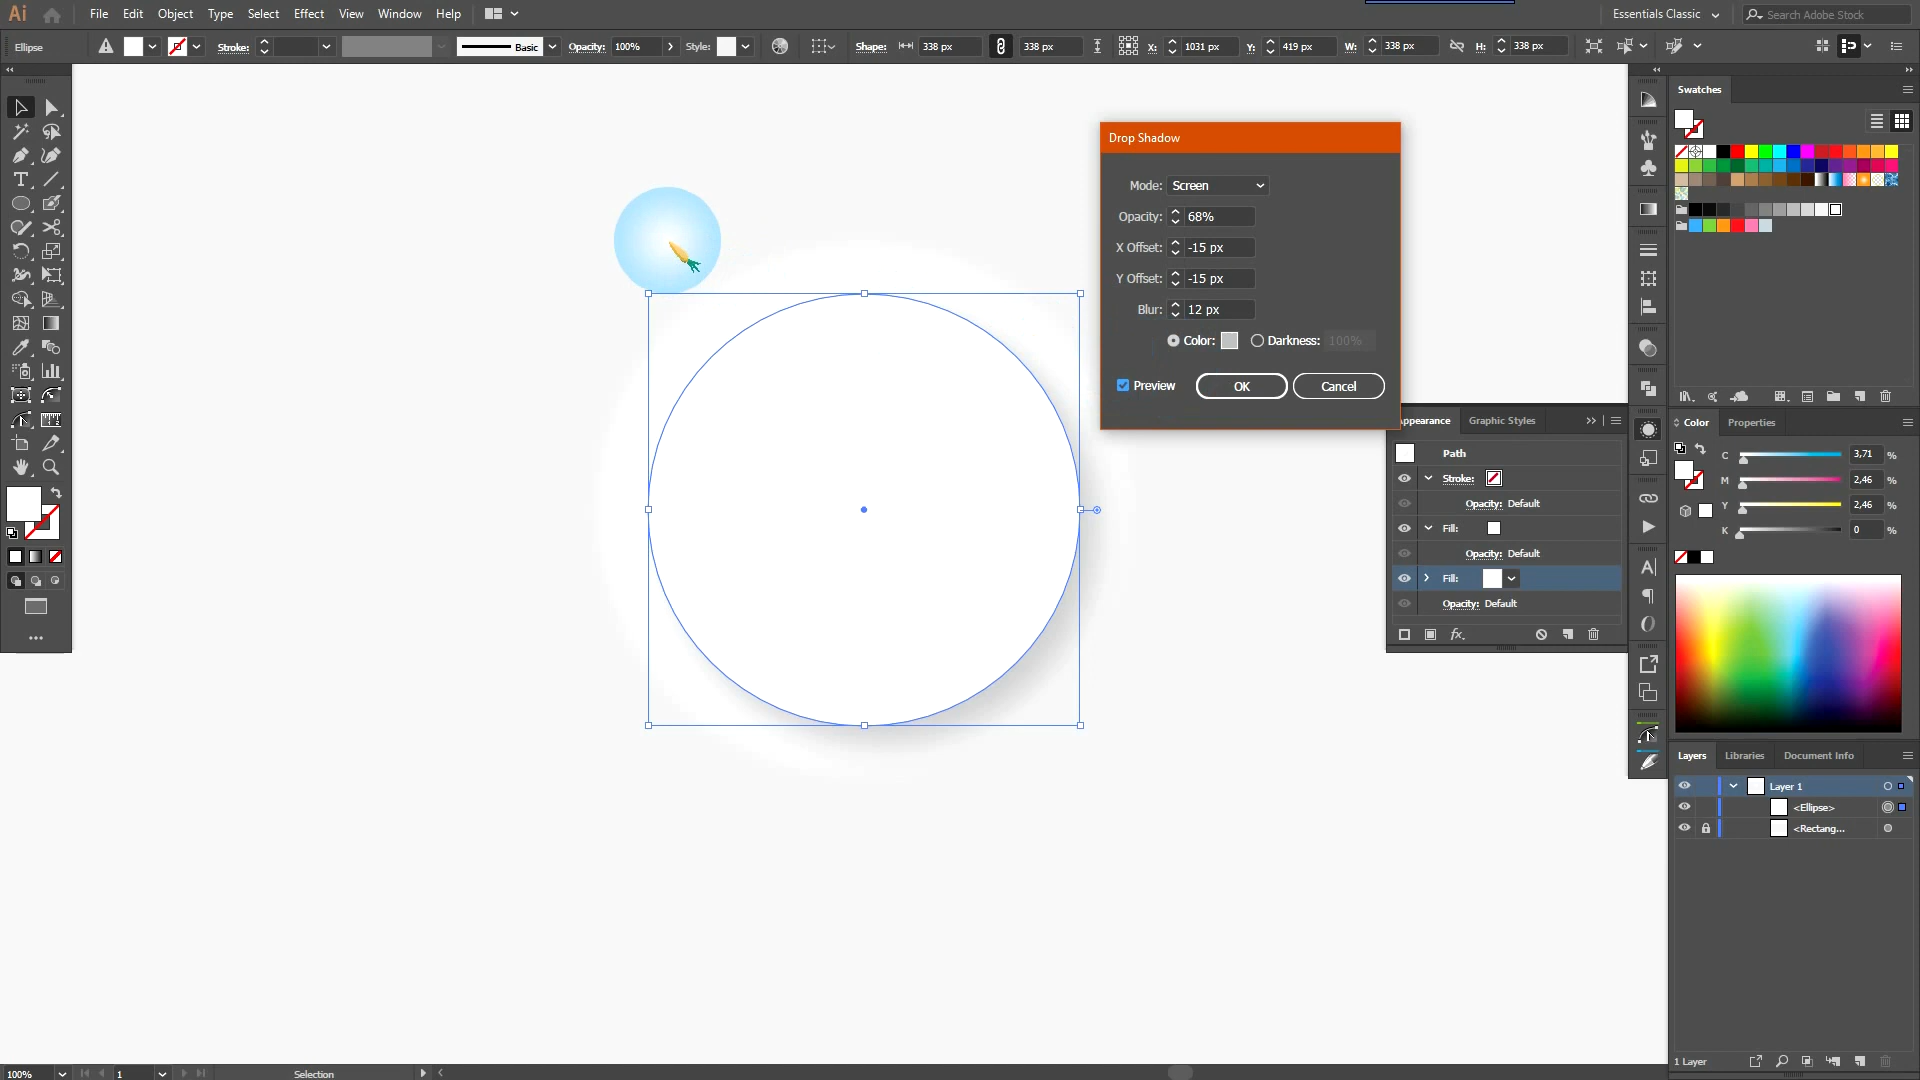 Ai File Edit Object Type Select Effect View Window Help Essentials Classic Search Adobe Stock
Ellipse Stroke: Basic Opacity: 100% Style: Shape: 338 px 338 px X: 1031 px Y: 419 px W: 338 px H: 338 px
Drop Shadow
Mode: Screen
Opacity: 68%
X Offset: -15 px
Y Offset: -15 px
Blur: 12 px
Color: Darkness: 100%
Preview OK Cancel
Appearance Graphic Styles
Path
Stroke:
Opacity: Default
Fill:
Opacity: Default
Fill:
Opacity: Default
fx
Swatches
Color Properties
C 3,71 %
M 2,46 %
Y 2,46 %
K 0 %
Layers Libraries Document Info
Layer 1
<Ellipse>
<Rectang...
1 Layer
100% 1 Selection